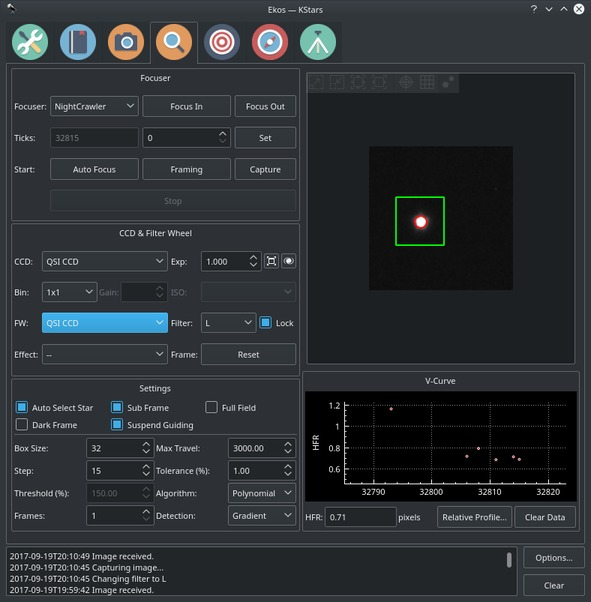 Ekos — KStars
Focuser
Focuser: NightCrawler Focus In Focus Out
Ticks: 32815 0 Set
Start: Auto Focus Framing Capture
Stop
CCD & Filter Wheel
CCD: QSI CCD Exp: 1.000
Bin: 1x1 Gain: ISO:
FW: QSI CCD Filter: L Lock
Effect: -- Frame: Reset
Settings
Auto Select Star Sub Frame Full Field
Dark Frame Suspend Guiding
Box Size: 32 Max Travel: 3000.00
Step: 15 Tolerance (%): 1.00
Threshold (%): 150.00 Algorithm: Polynomial
Frames: 1 Detection: Gradient
V-Curve
1.2
1
0.8
0.6
HFR
32790 32800 32810 32820
HFR: 0.71 pixels Relative Profile... Clear Data
2017-09-19T20:10:49 Image received.
2017-09-19T20:10:45 Capturing image...
2017-09-19T20:10:45 Changing filter to L
2017-09-19T19:59:42 Image received.
Options...
Clear